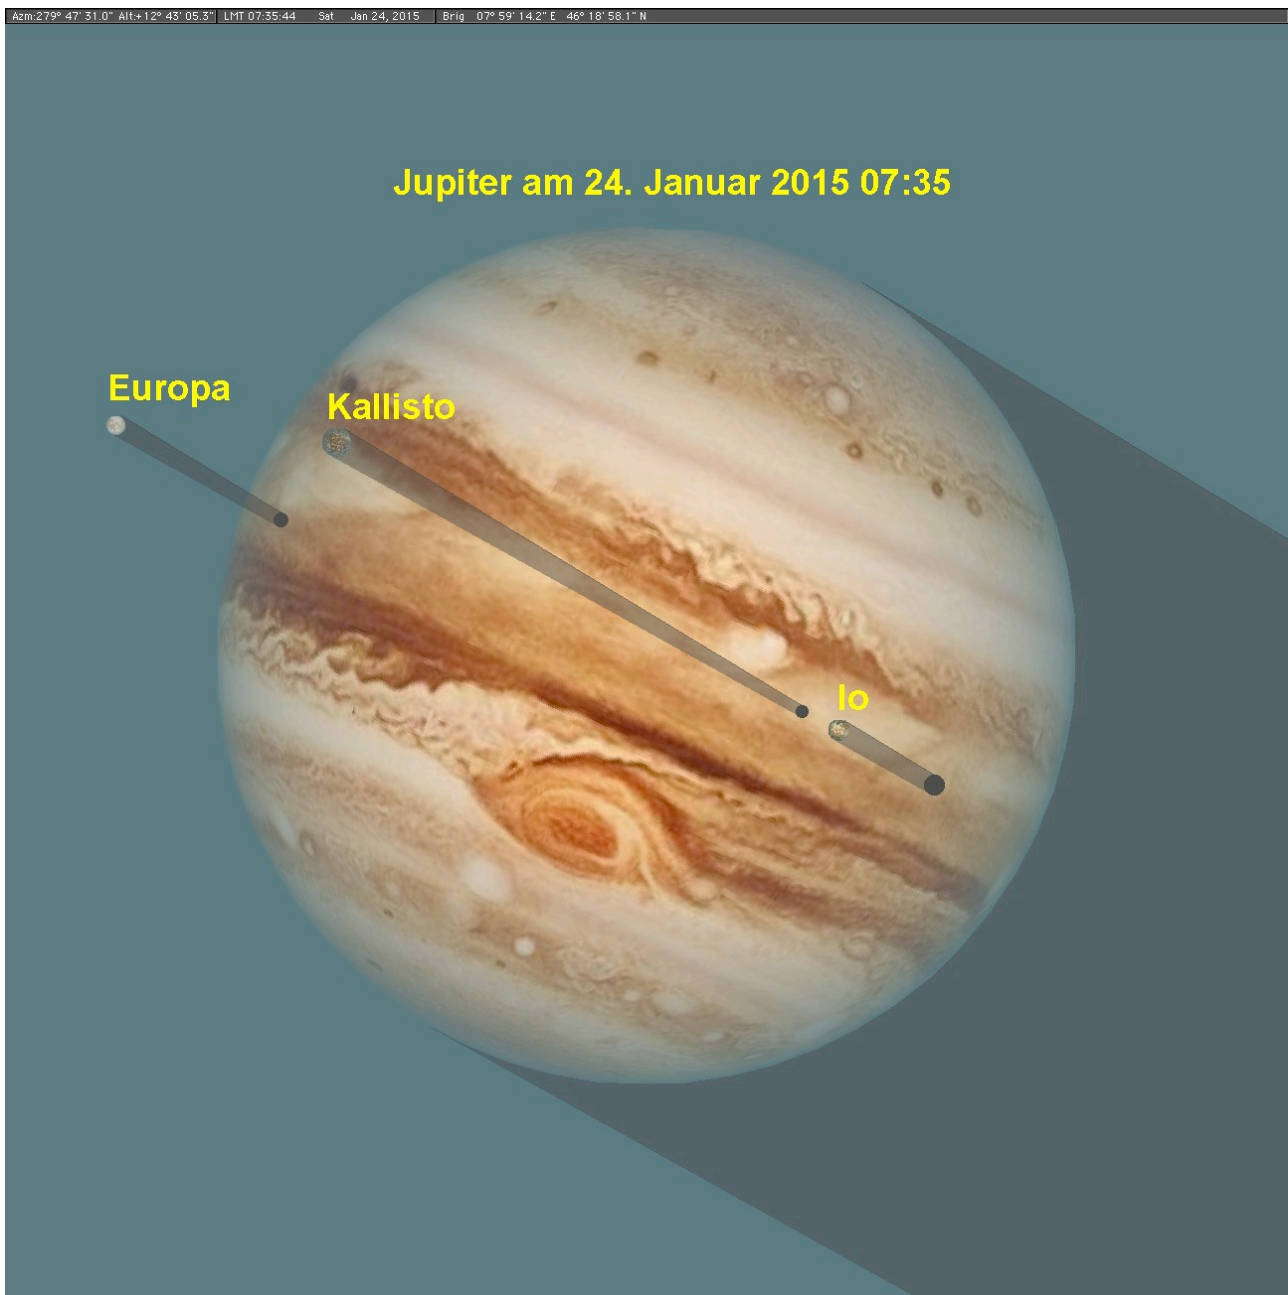 Azm:279° 47' 31.0" Alt:+12° 43' 05.3" LMT 07:35:44 Sat Jan 24, 2015 Brig 07° 59' 14.2" E 46° 18' 58.1" N
Jupiter am 24. Januar 2015 07:35
Europa
Kallisto
Io